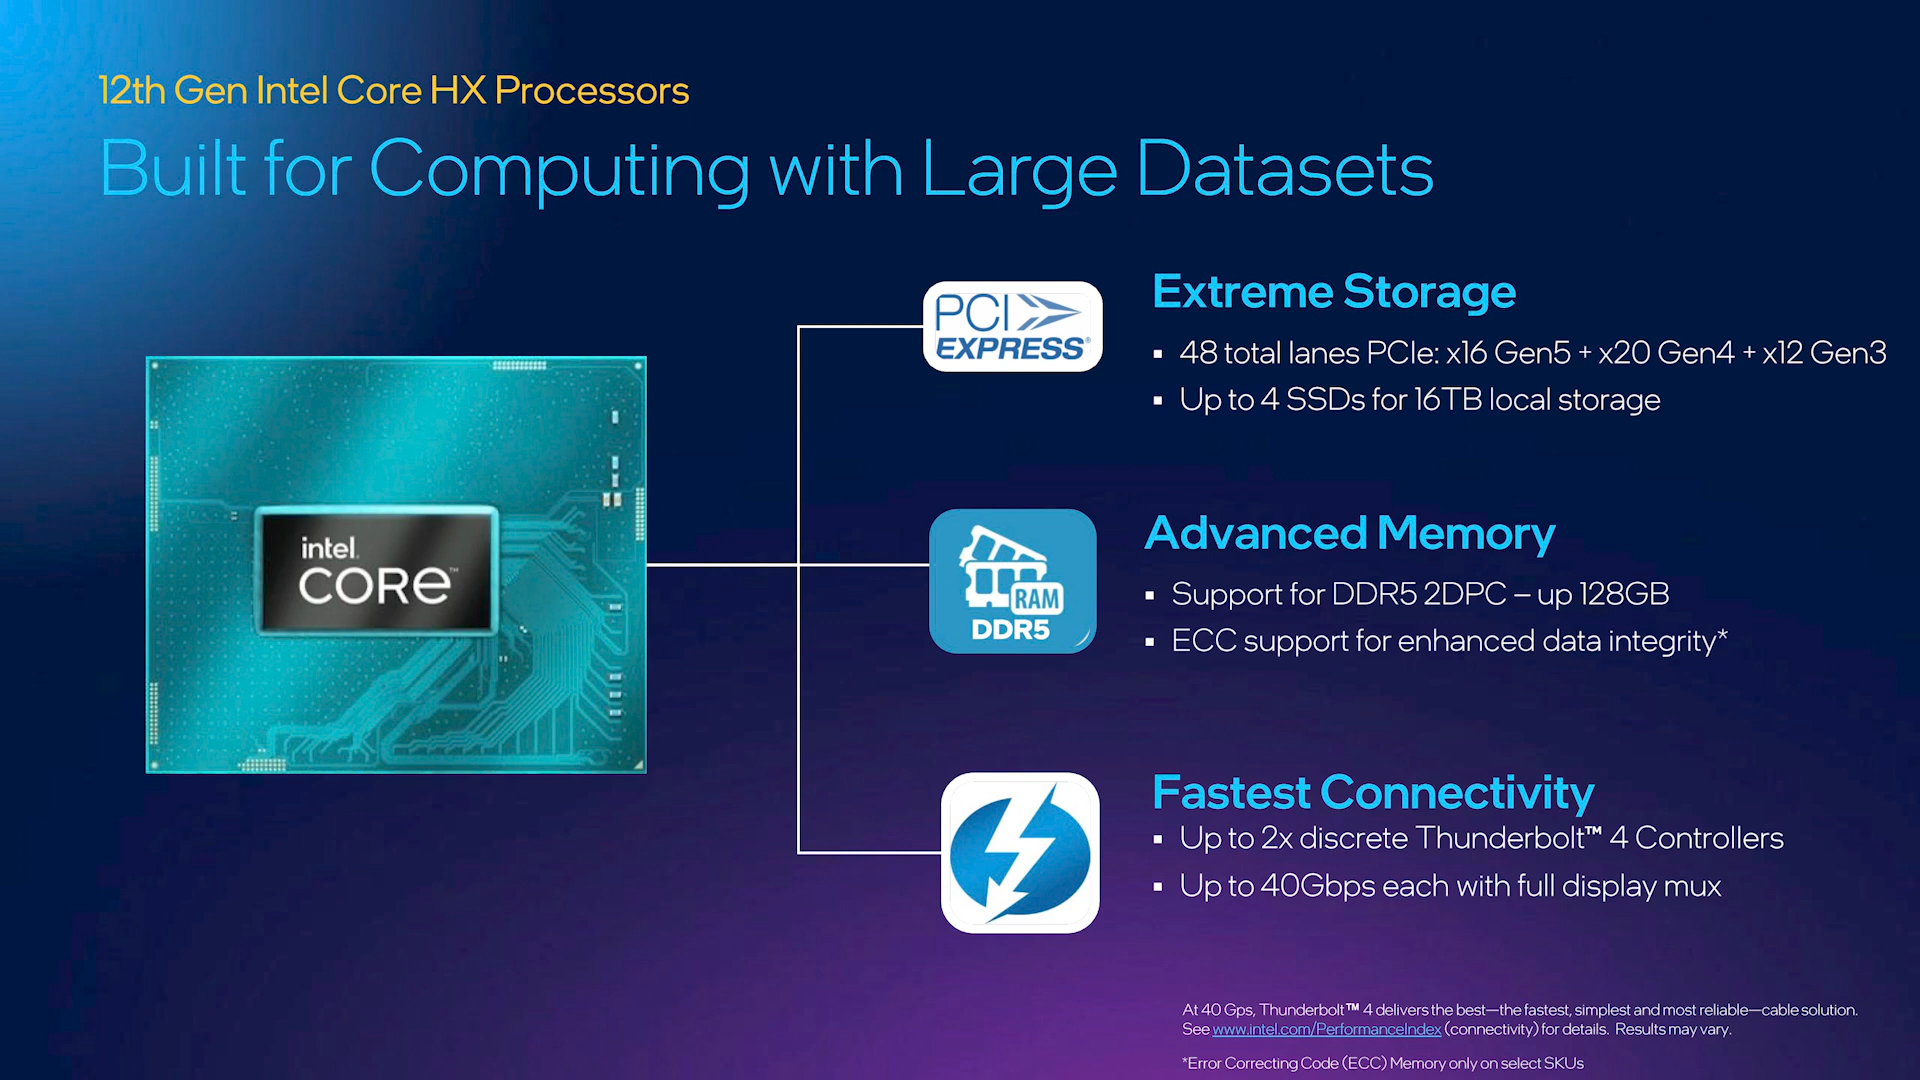 12th Gen Intel Core HX Processors
Built for Computing with Large Datasets
PCI
EXPRESS®
Extreme Storage
▪ 48 total lanes PCIe: x16 Gen5 + x20 Gen4 + x12 Gen3
▪ Up to 4 SSDs for 16TB local storage
intel.
CORe™
RAM
DDR5
Advanced Memory
▪ Support for DDR5 2DPC – up 128GB
▪ ECC support for enhanced data integrity*
Fastest Connectivity
▪ Up to 2x discrete Thunderbolt™ 4 Controllers
▪ Up to 40Gbps each with full display mux
At 40 Gps, Thunderbolt™ 4 delivers the best—the fastest, simplest and most reliable—cable solution.
See www.intel.com/PerformanceIndex (connectivity) for details. Results may vary.
*Error Correcting Code (ECC) Memory only on select SKUs